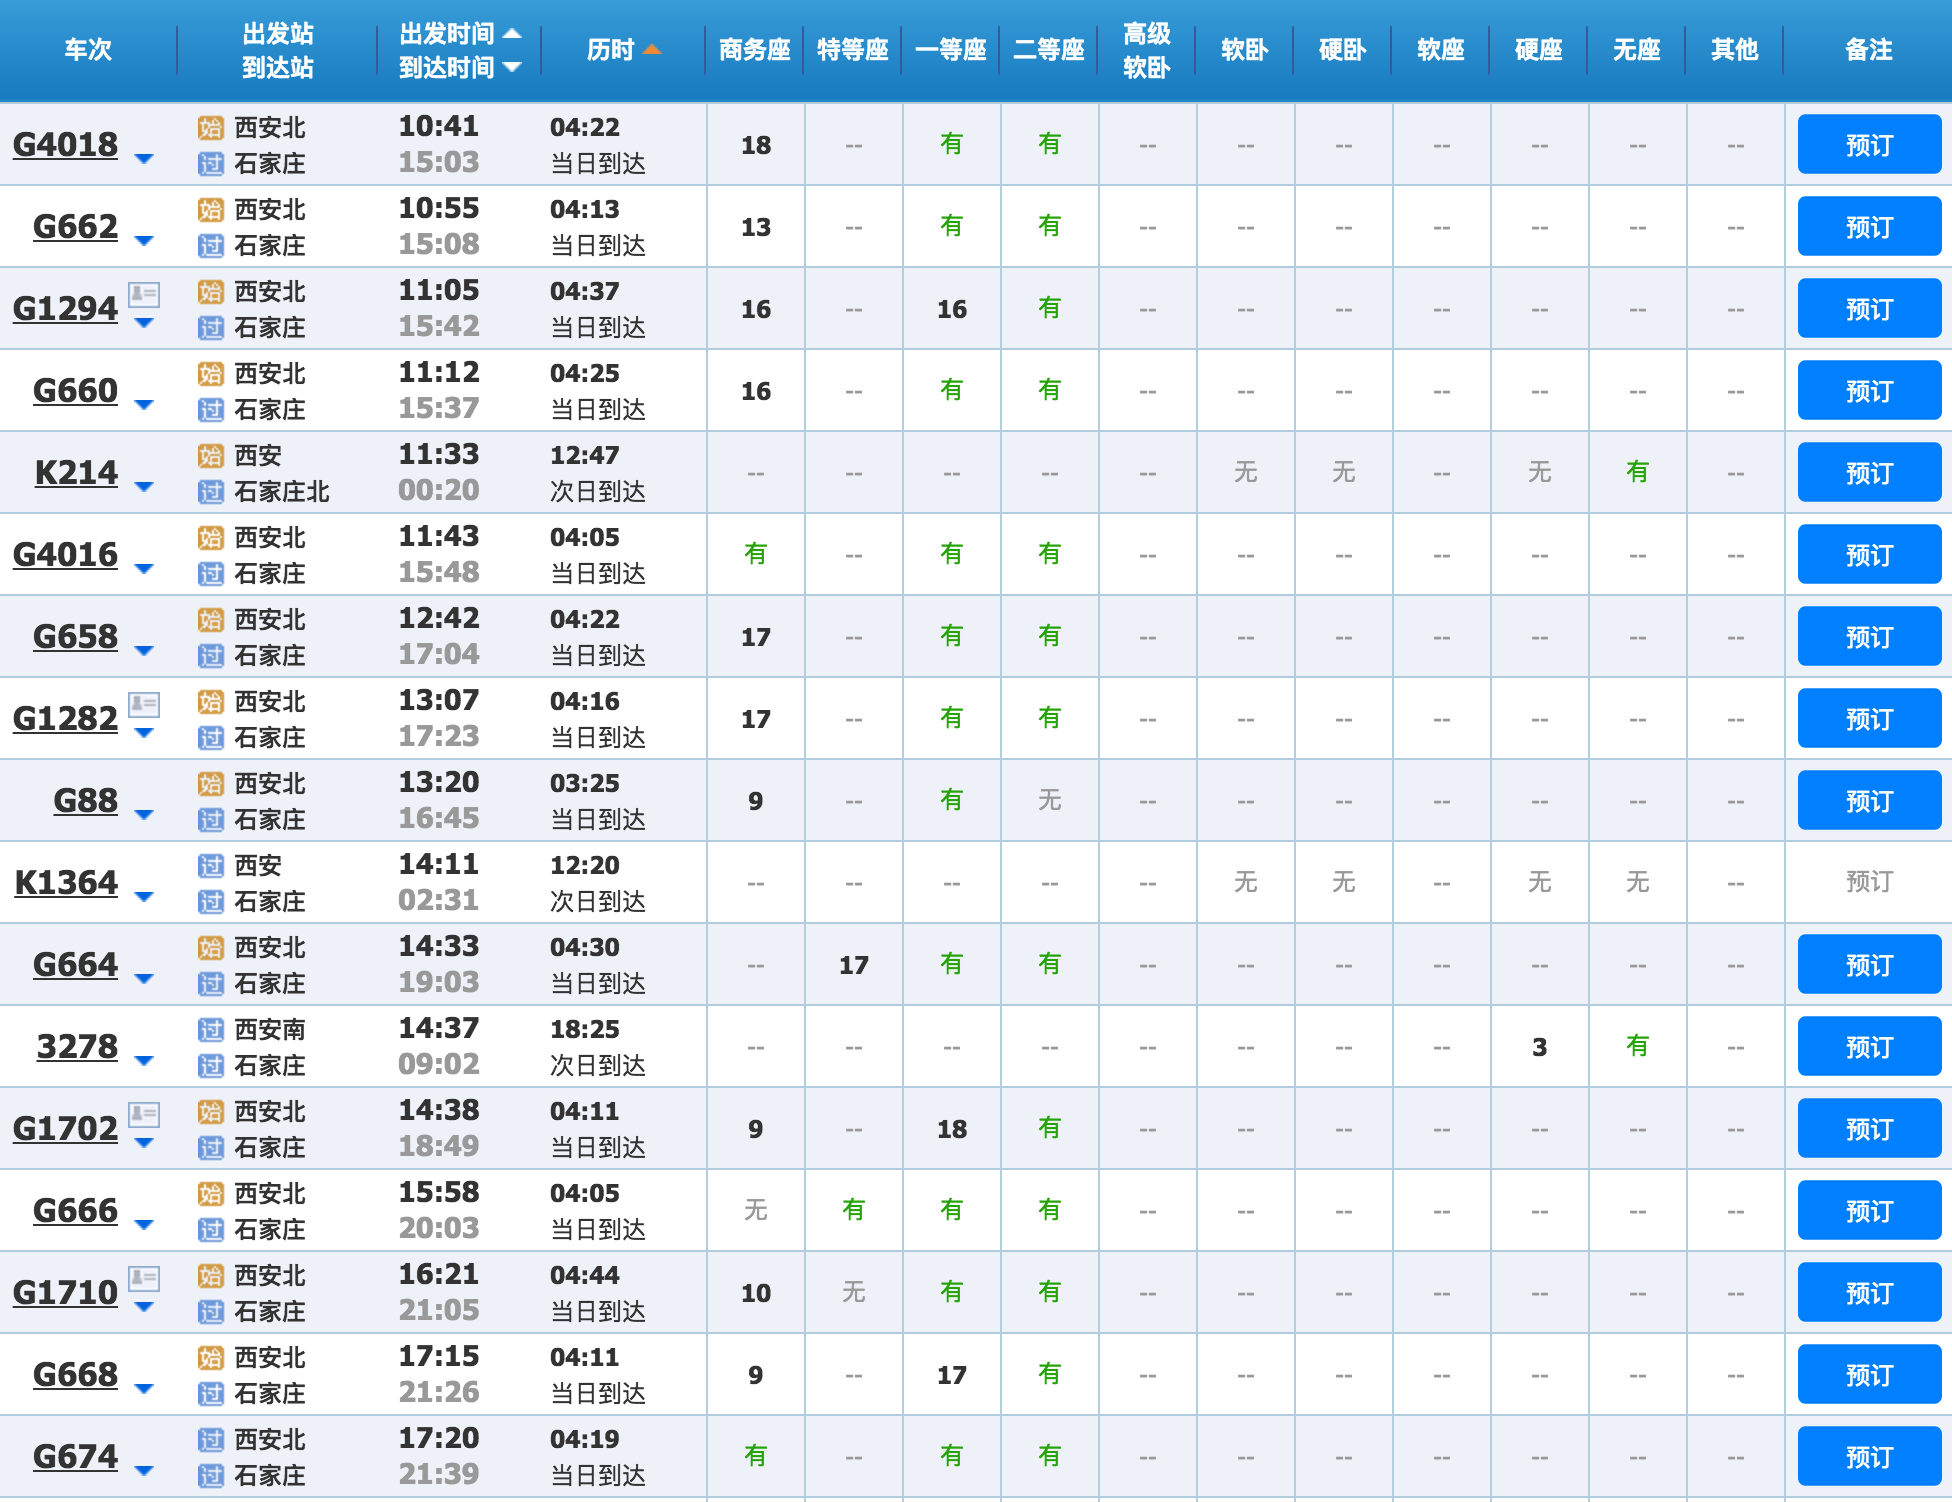 车次 出发站 到达站 出发时间 到达时间 历时 商务座 特等座 一等座 二等座 高级软卧 软卧 硬卧 软座 硬座 无座 其他 备注
G4018 始 西安北 10:41 04:22 18 -- 有 有 -- -- -- -- -- -- -- 预订
过 石家庄 15:03 当日到达
G662 始 西安北 10:55 04:13 13 -- 有 有 -- -- -- -- -- -- -- 预订
过 石家庄 15:08 当日到达
G1294 始 西安北 11:05 04:37 16 -- 16 有 -- -- -- -- -- -- -- 预订
过 石家庄 15:42 当日到达
G660 始 西安北 11:12 04:25 16 -- 有 有 -- -- -- -- -- -- -- 预订
过 石家庄 15:37 当日到达
K214 始 西安 11:33 12:47 -- -- -- -- -- 无 无 -- 无 有 -- 预订
过 石家庄北 00:20 次日到达
G4016 始 西安北 11:43 04:05 有 -- 有 有 -- -- -- -- -- -- -- 预订
过 石家庄 15:48 当日到达
G658 始 西安北 12:42 04:22 17 -- 有 有 -- -- -- -- -- -- -- 预订
过 石家庄 17:04 当日到达
G1282 始 西安北 13:07 04:16 17 -- 有 有 -- -- -- -- -- -- -- 预订
过 石家庄 17:23 当日到达
G88 始 西安北 13:20 03:25 9 -- 有 无 -- -- -- -- -- -- -- 预订
过 石家庄 16:45 当日到达
K1364 过 西安 14:11 12:20 -- -- -- -- -- 无 无 -- 无 无 -- 预订
过 石家庄 02:31 次日到达
G664 始 西安北 14:33 04:30 -- 17 有 有 -- -- -- -- -- -- -- 预订
过 石家庄 19:03 当日到达
3278 过 西安南 14:37 18:25 -- -- -- -- -- -- -- -- 3 有 -- 预订
过 石家庄 09:02 次日到达
G1702 始 西安北 14:38 04:11 9 -- 18 有 -- -- -- -- -- -- -- 预订
过 石家庄 18:49 当日到达
G666 始 西安北 15:58 04:05 无 有 有 有 -- -- -- -- -- -- -- 预订
过 石家庄 20:03 当日到达
G1710 始 西安北 16:21 04:44 10 无 有 有 -- -- -- -- -- -- -- 预订
过 石家庄 21:05 当日到达
G668 始 西安北 17:15 04:11 9 -- 17 有 -- -- -- -- -- -- -- 预订
过 石家庄 21:26 当日到达
G674 过 西安北 17:20 04:19 有 -- 有 有 -- -- -- -- -- -- -- 预订
过 石家庄 21:39 当日到达